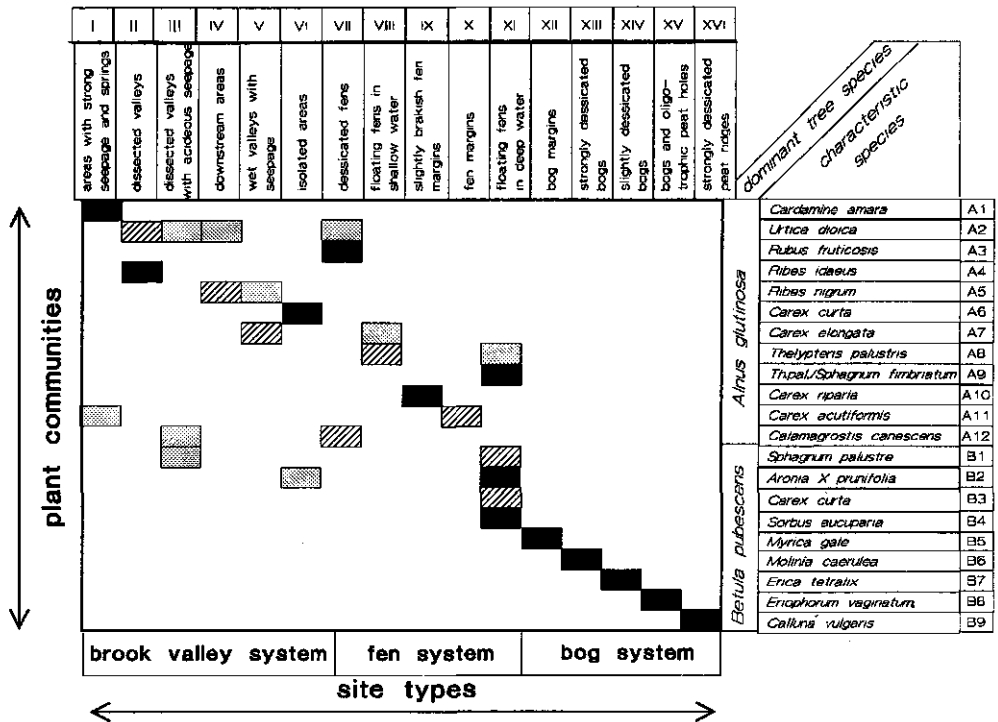 I II III IV V VI VII VIII IX X XI XII XIII XIV XV XVI
areas with strong
seepage and springs
dissected valleys
dissected valleys
with acideous seepage
downstream areas
wet valleys with
seepage
isolated areas
dessicated fens
floating fens in
shallow water
slightly brakish fen
margins
fen margins
floating fens
in deep water
bog margins
strongly dessicated
bogs
slightly dessicated
bogs
bogs and oligo-
trophic peat holes
strongly dessicated
peat ridges
dominant tree species
characteristic
species
plant communities
Alnus glutinosa
Betula pubescans
Cardamine amara A1
Urtica dioica A2
Rubus fruticosis A3
Ribes idaeus A4
Ribes nigrum A5
Carex curta A6
Carex elongata A7
Thelypteris palustris A8
Th.pal./Sphagnum fimbriatum A9
Carex riparia A10
Carex acutiformis A11
Calamagrostis canescens A12
Sphagnum palustre B1
Aronia X prunifolia B2
Carex curta B3
Sorbus aucuparia B4
Myrica gale B5
Molinia caerulea B6
Erica tetralix B7
Eriophorum vaginatum B8
Calluna vulgaris B9
brook valley system fen system bog system
site types